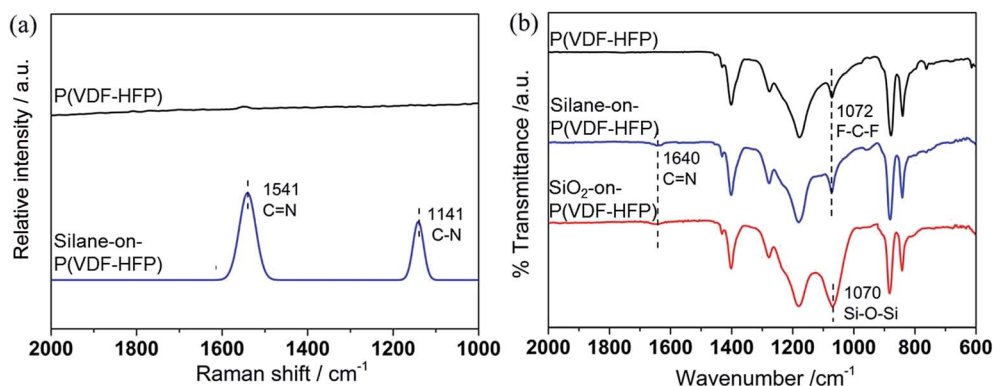 (a)
Relative intensity / a.u.
P(VDF-HFP)
1541
C=N
1141
C-N
Silane-on-
P(VDF-HFP)
2000 1800 1600 1400 1200 1000
Raman shift / cm-1
(b)
% Transmittance /a.u.
P(VDF-HFP)
1072
F-C-F
Silane-on-
P(VDF-HFP)
1640
C=N
SiO2-on-
P(VDF-HFP)
1070
Si-O-Si
2000 1800 1600 1400 1200 1000 800 600
Wavenumber /cm-1